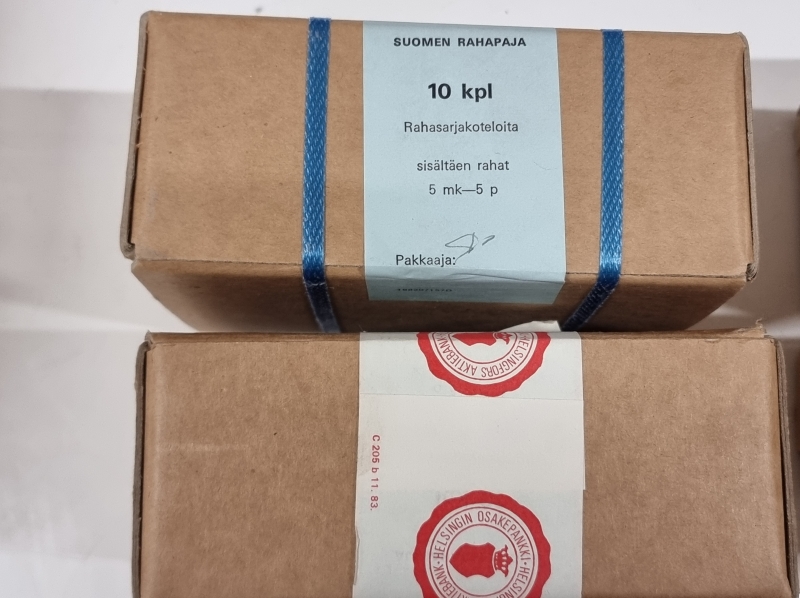 SUOMEN RAHAPAJA
10 kpl
Rahasarjakoteloita
sisältäen rahat
5 mk—5 p
Pakkaaja:
HELSINGFORS AKTIEBANK
C 205 b 11. 83.
HELSINGIN OSAKEPANKKI